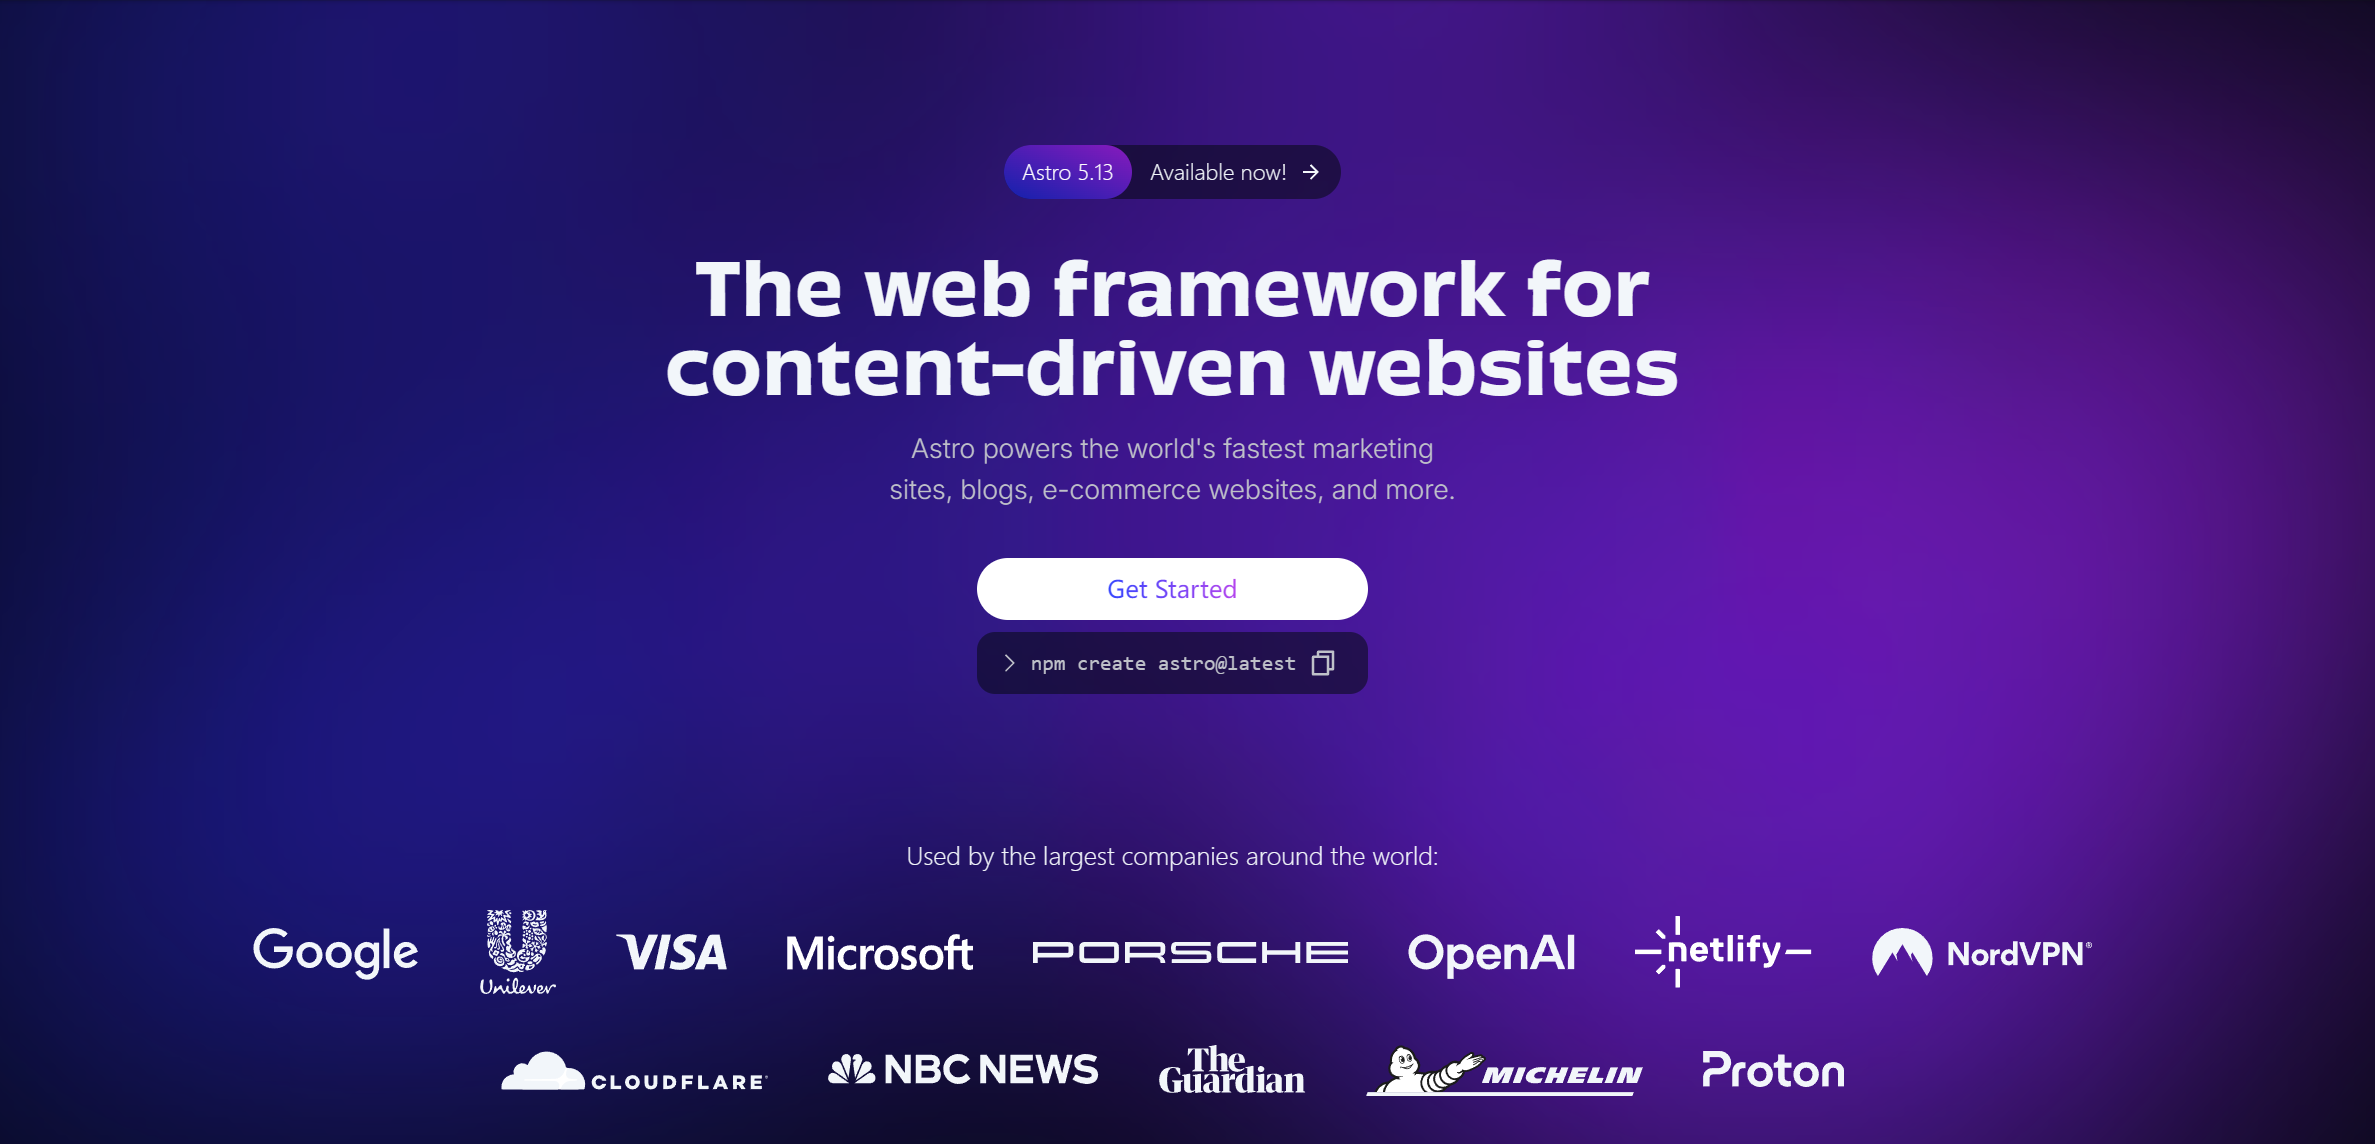 Astro 5.13 Available now!
The web framework for
content-driven websites
Astro powers the world's fastest marketing
sites, blogs, e-commerce websites, and more.
Get Started
npm create astro@latest
Used by the largest companies around the world:
Google Unilever VISA Microsoft PORSCHE OpenAI netlify NordVPN®
CLOUDFLARE NBC NEWS The Guardian MICHELIN Proton